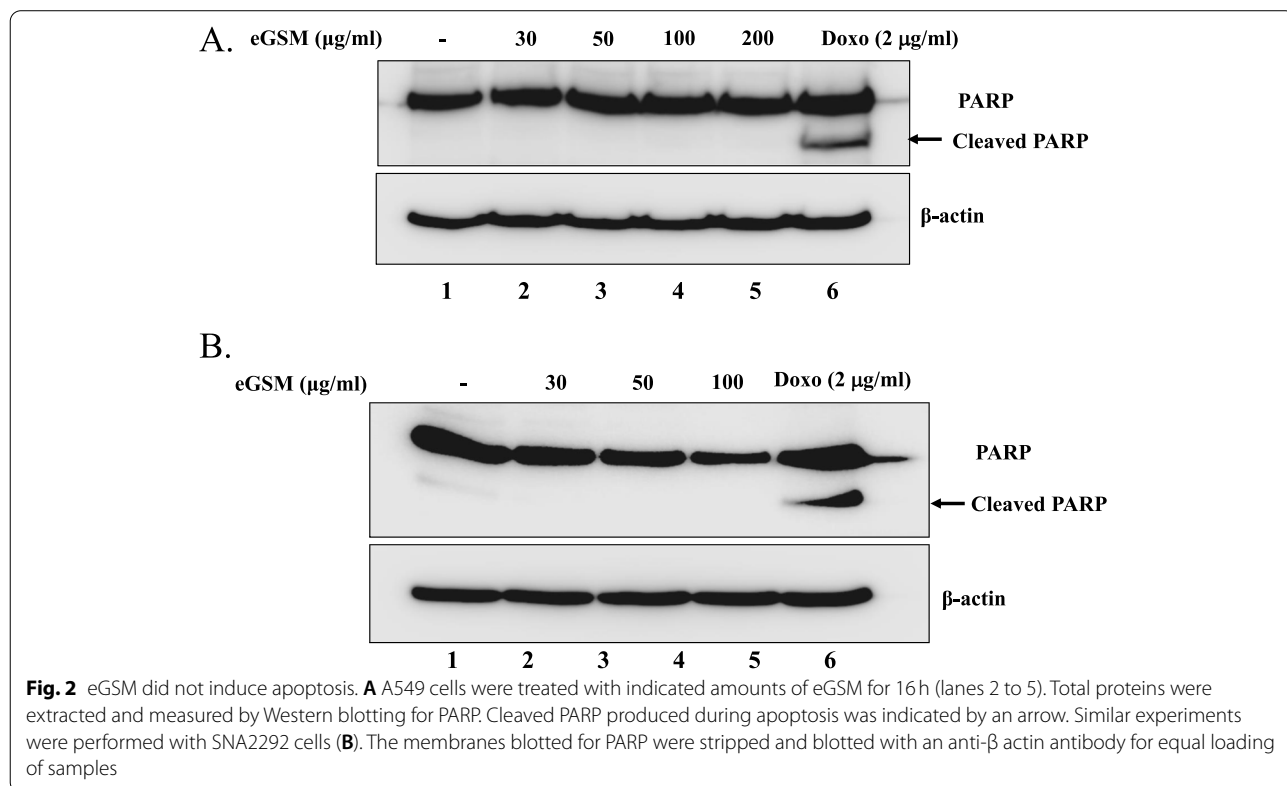 A.
eGSM (µg/ml) - 30 50 100 200 Doxo (2 µg/ml)
PARP
Cleaved PARP
β-actin
1 2 3 4 5 6
B.
eGSM (µg/ml) - 30 50 100 Doxo (2 µg/ml)
PARP
Cleaved PARP
β-actin
1 2 3 4 5 6
Fig. 2 eGSM did not induce apoptosis. A A549 cells were treated with indicated amounts of eGSM for 16 h (lanes 2 to 5). Total proteins were
extracted and measured by Western blotting for PARP. Cleaved PARP produced during apoptosis was indicated by an arrow. Similar experiments
were performed with SNA2292 cells (B). The membranes blotted for PARP were stripped and blotted with an anti-β actin antibody for equal loading
of samples